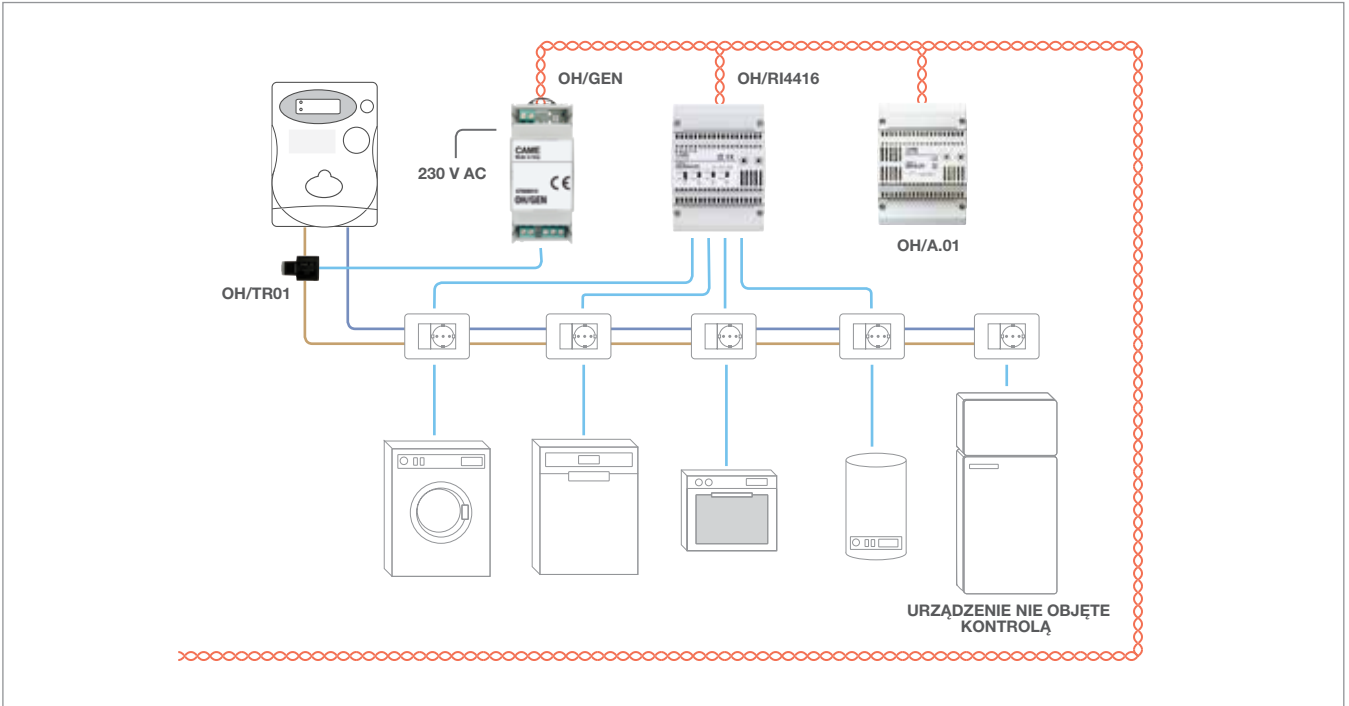 OH/GEN
OH/RI4416
230 V AC
CAME
OH/GEN
OH/A.01
OH/TR01
URZĄDZENIE NIE OBJĘTE
KONTROLĄ